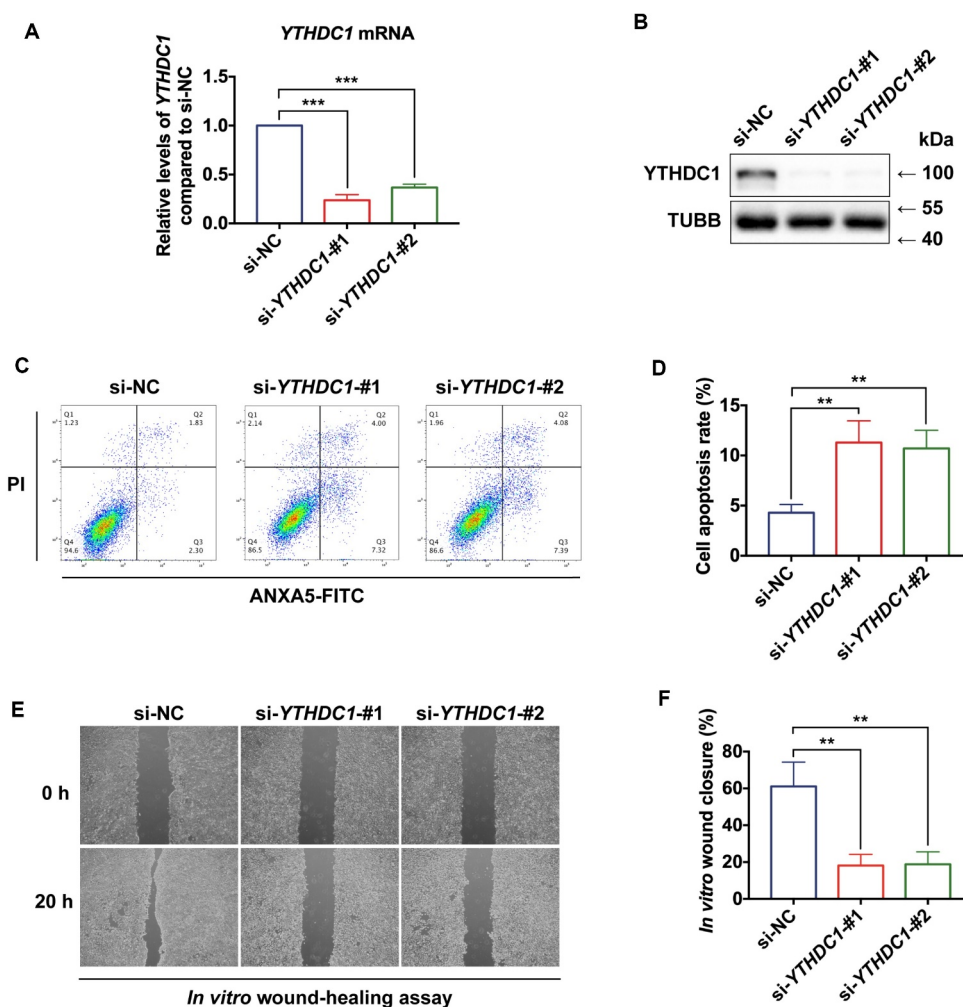 A
YTHDC1 mRNA
Relative levels of YTHDC1
compared to si-NC
1.5
1.0
0.5
0.0
***
***
si-NC
si-YTHDC1-#1
si-YTHDC1-#2
B
si-NC
si-YTHDC1-#1
si-YTHDC1-#2
kDa
YTHDC1
← 100
TUBB
← 55
← 40
C
si-NC
si-YTHDC1-#1
si-YTHDC1-#2
PI
Q1
1.23
Q2
1.83
Q4
94.6
Q3
2.30
Q1
2.14
Q2
4.00
Q4
86.5
Q3
7.32
Q1
1.96
Q2
4.08
Q4
86.6
Q3
7.39
ANXA5-FITC
D
Cell apoptosis rate (%)
15
10
5
0
**
**
si-NC
si-YTHDC1-#1
si-YTHDC1-#2
E
si-NC
si-YTHDC1-#1
si-YTHDC1-#2
0 h
20 h
In vitro wound-healing assay
F
In vitro wound closure (%)
80
60
40
20
0
**
**
si-NC
si-YTHDC1-#1
si-YTHDC1-#2